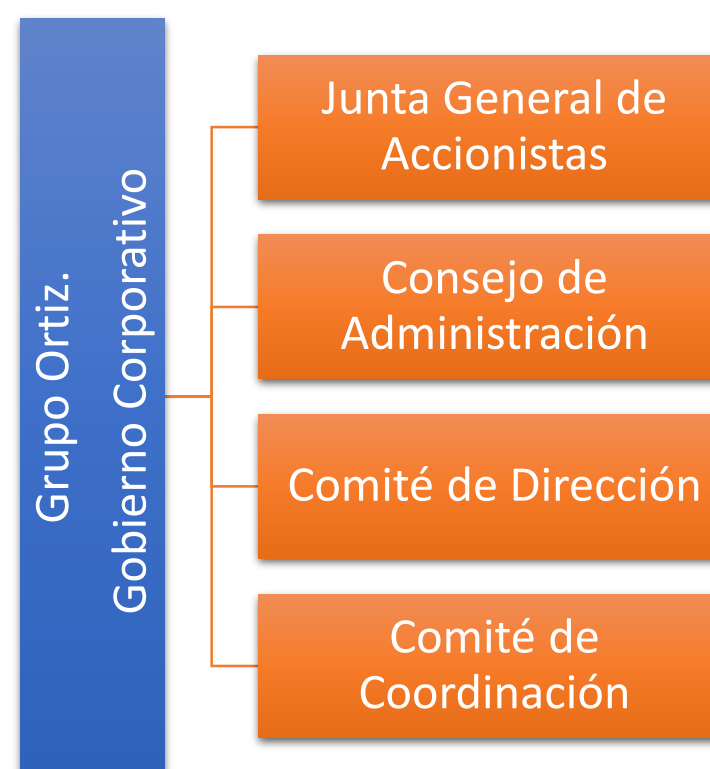 Grupo Ortiz.
Gobierno Corporativo
Junta General de
Accionistas
Consejo de
Administración
Comité de Dirección
Comité de
Coordinación